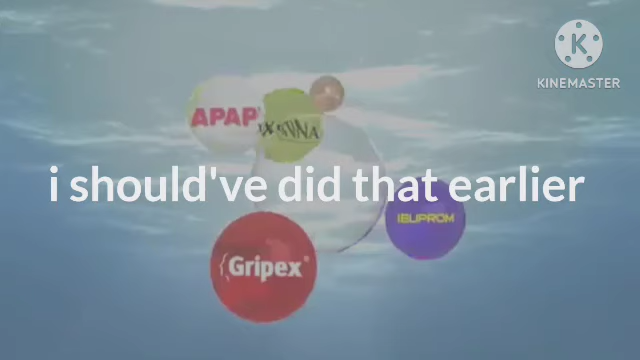 KINEMASTER
APAP
i should've did that earlier
IBUPROM
Gripex®